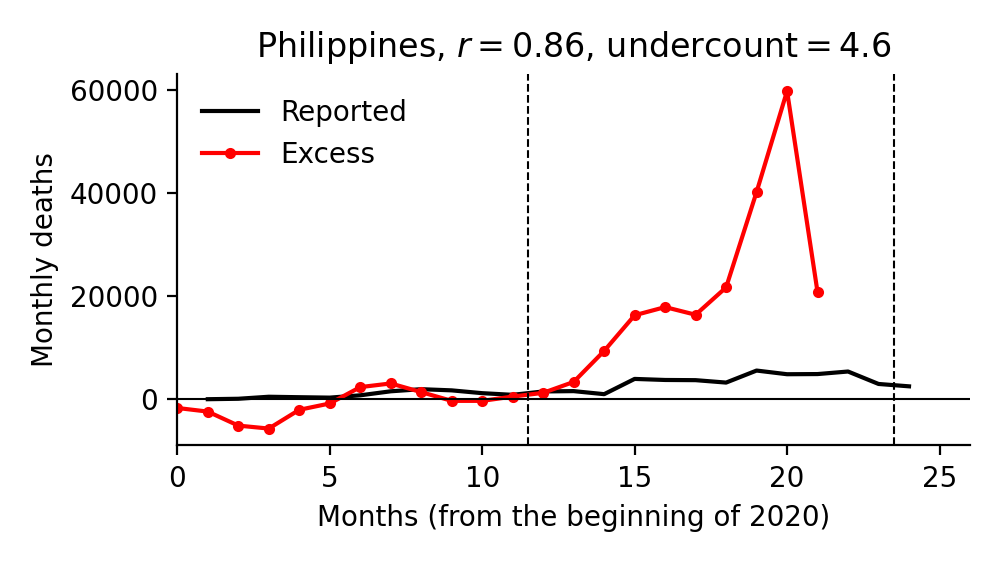 Philippines, r = 0.86, undercount = 4.6
Reported
Excess
Monthly deaths
60000
40000
20000
0
0 5 10 15 20 25
Months (from the beginning of 2020)